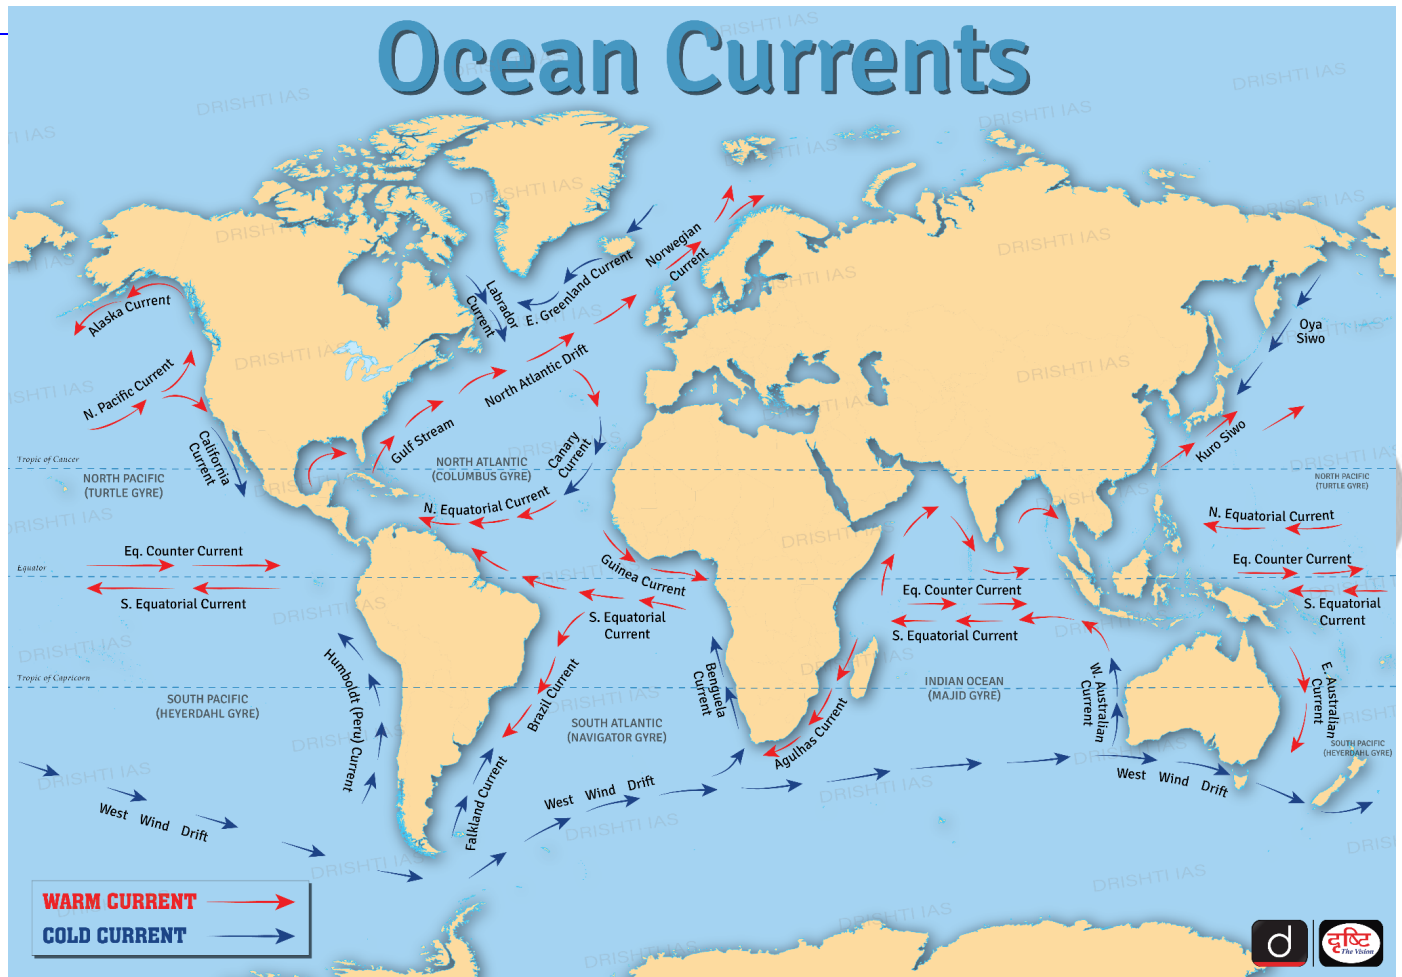 Ocean Currents
Alaska Current
N. Pacific Current
California
Current
Labrador
Current
E. Greenland Current
Norwegian
Current
North Atlantic Drift
Gulf Stream
Canary
Current
Oya
Siwo
Kuro Siwo
Tropic of Cancer
NORTH PACIFIC
(TURTLE GYRE)
NORTH ATLANTIC
(COLUMBUS GYRE)
NORTH PACIFIC
(TURTLE GYRE)
N. Equatorial Current
N. Equatorial Current
Eq. Counter Current
Equator
S. Equatorial Current
Guinea Current
S. Equatorial
Current
Eq. Counter Current
S. Equatorial Current
Eq. Counter Current
S. Equatorial
Current
Tropic of Capricorn
SOUTH PACIFIC
(HEYERDAHL GYRE)
Humboldt (Peru) Current
Brazil Current
SOUTH ATLANTIC
(NAVIGATOR GYRE)
Benguela
Current
Agulhas Current
INDIAN OCEAN
(MAJID GYRE)
W. Australian
Current
E. Australian
Current
SOUTH PACIFIC
(HEYERDAHL GYRE)
West Wind Drift
Falkland Current
West Wind Drift
West Wind Drift
WARM CURRENT
COLD CURRENT
d
दृष्टि
The Vision
DRISHTI IAS